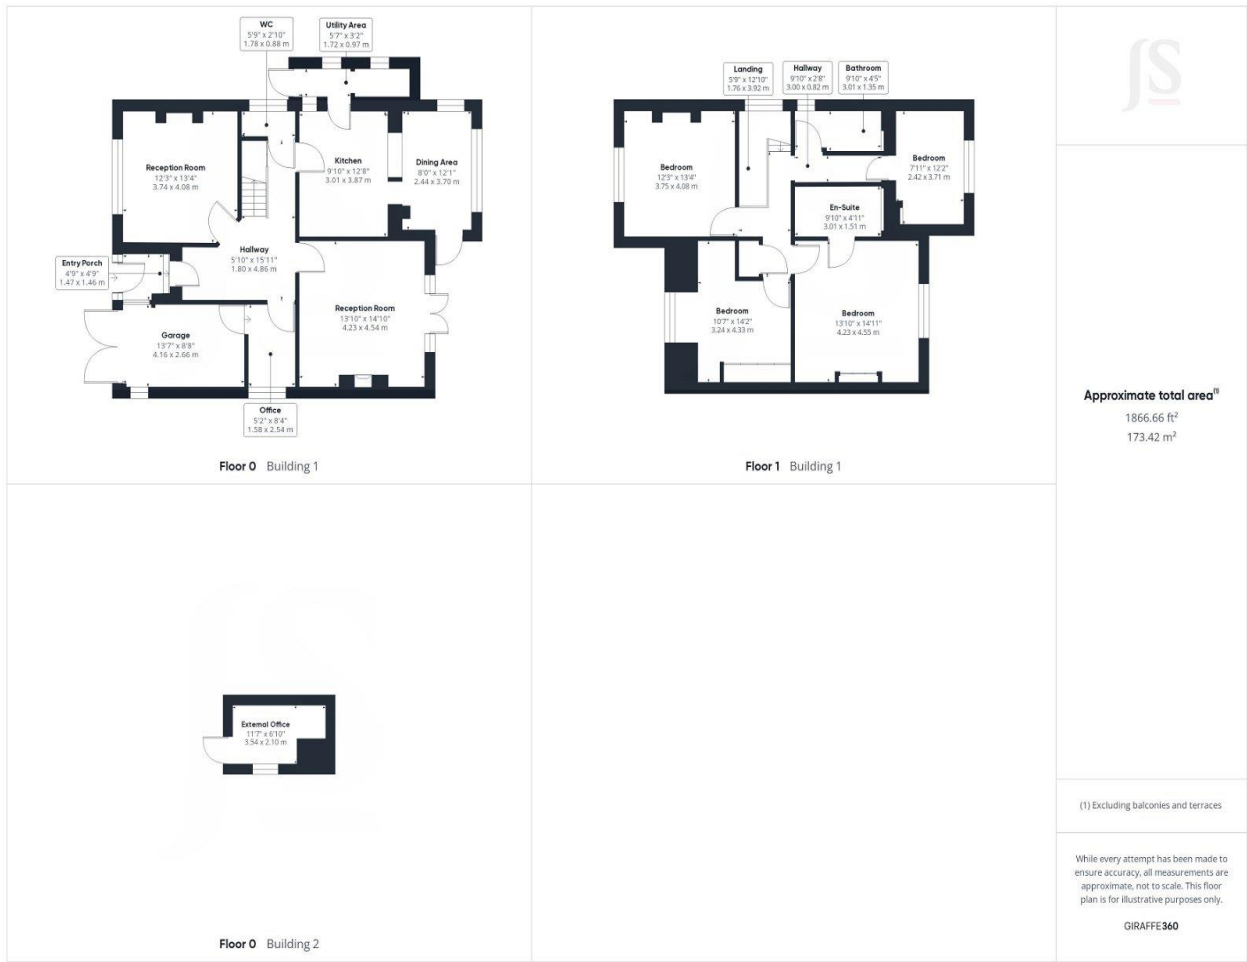 WC
5'9" x 2'10"
1.78 x 0.88 m
Utility Area
5'7" x 3'2"
1.72 x 0.97 m
Reception Room
12'3" x 13'4"
3.74 x 4.08 m
Kitchen
9'10" x 12'8"
3.01 x 3.87 m
Dining Area
8'0" x 12'1"
2.44 x 3.70 m
Hallway
5'10" x 15'11"
1.80 x 4.86 m
Entry Porch
4'9" x 4'9"
1.47 x 1.46 m
Reception Room
13'10" x 14'10"
4.23 x 4.54 m
Garage
13'7" x 8'8"
4.16 x 2.66 m
Office
5'2" x 8'4"
1.58 x 2.54 m
Floor 0 Building 1
Landing
5'9" x 12'10"
1.76 x 3.92 m
Hallway
9'10" x 2'8"
3.00 x 0.82 m
Bathroom
9'10" x 4'5"
3.01 x 1.35 m
Bedroom
12'3" x 13'4"
3.75 x 4.08 m
Bedroom
7'11" x 12'2"
2.42 x 3.71 m
En-Suite
9'10" x 4'11"
3.01 x 1.51 m
Bedroom
10'7" x 14'2"
3.24 x 4.33 m
Bedroom
13'10" x 14'11"
4.23 x 4.55 m
Floor 1 Building 1
External Office
11'7" x 6'10"
3.54 x 2.10 m
Floor 0 Building 2
JS
Approximate total area(1)
1866.66 ft²
173.42 m²
(1) Excluding balconies and terraces
While every attempt has been made to
ensure accuracy, all measurements are
approximate, not to scale. This floor
plan is for illustrative purposes only.
GIRAFFE360